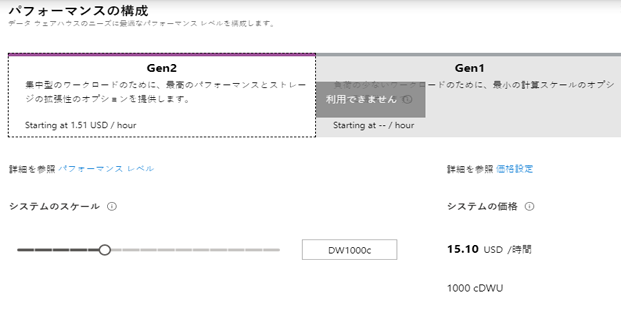 パフォーマンスの構成
データ ウェアハウスのニーズに最適なパフォーマンス レベルを構成します。
Gen2
集中型のワークロードのために、最高のパフォーマンスとストレー
ジの拡張性のオプションを提供します。
Starting at 1.51 USD / hour
Gen1
負荷の少ないワークロードのために、最小の計算スケールのオプシ
利用できません
Starting at -- / hour
詳細を参照 パフォーマンス レベル
詳細を参照 価格設定
システムのスケール
システムの価格
DW1000c
15.10 USD /時間
1000 cDWU